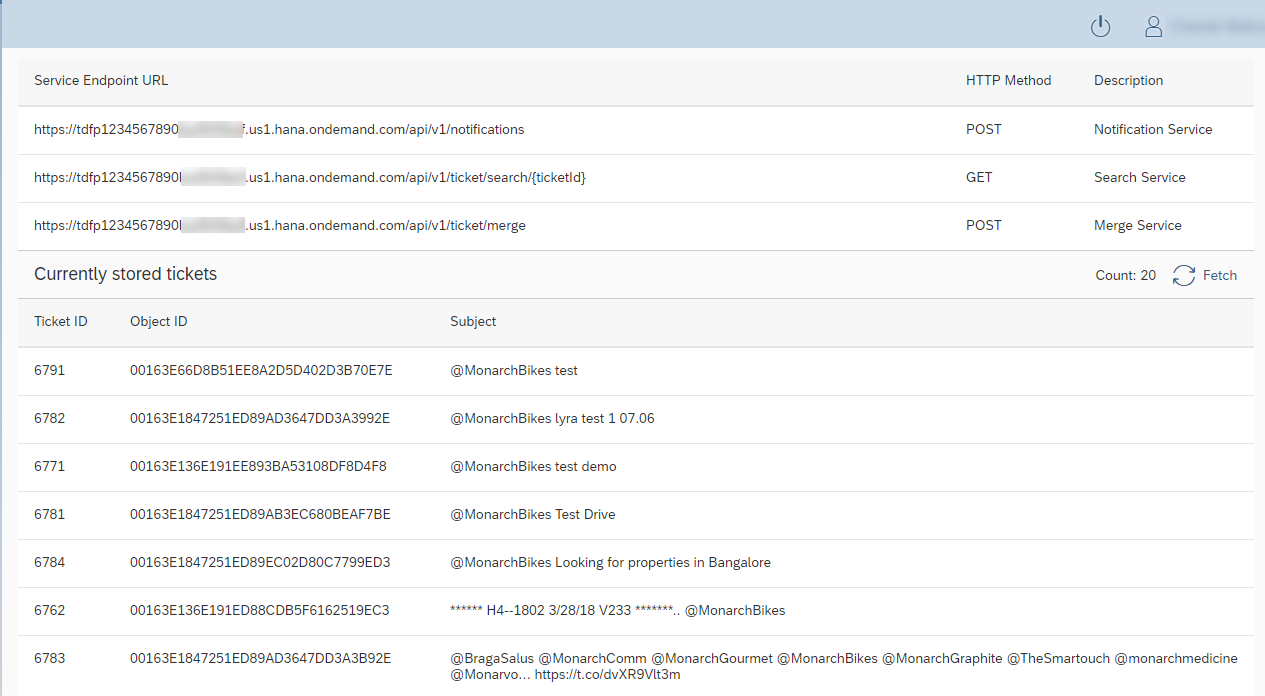 Service Endpoint URL HTTP Method Description
https://tdfp1234567890 .us1.hana.ondemand.com/api/v1/notifications POST Notification Service
https://tdfp1234567890 .us1.hana.ondemand.com/api/v1/ticket/search/{ticketId} GET Search Service
https://tdfp1234567890 .us1.hana.ondemand.com/api/v1/ticket/merge POST Merge Service
Currently stored tickets Count: 20 Fetch
Ticket ID Object ID Subject
6791 00163E66D8B51EE8A2D5D402D3B70E7E @MonarchBikes test
6782 00163E1847251ED89AD3647DD3A3992E @MonarchBikes lyra test 1 07.06
6771 00163E136E191EE893BA53108DF8D4F8 @MonarchBikes test demo
6781 00163E1847251ED89AB3EC680BEAF7BE @MonarchBikes Test Drive
6784 00163E1847251ED89EC02D80C7799ED3 @MonarchBikes Looking for properties in Bangalore
6762 00163E136E191ED88CDB5F6162519EC3 ****** H4--1802 3/28/18 V233 *******.. @MonarchBikes
6783 00163E1847251ED89AD3647DD3A3B92E @BragaSalus @MonarchComm @MonarchGourmet @MonarchBikes @MonarchGraphite @TheSmartouch @monarchmedicine
@Monarvo... https://t.co/dvXR9Vlt3m